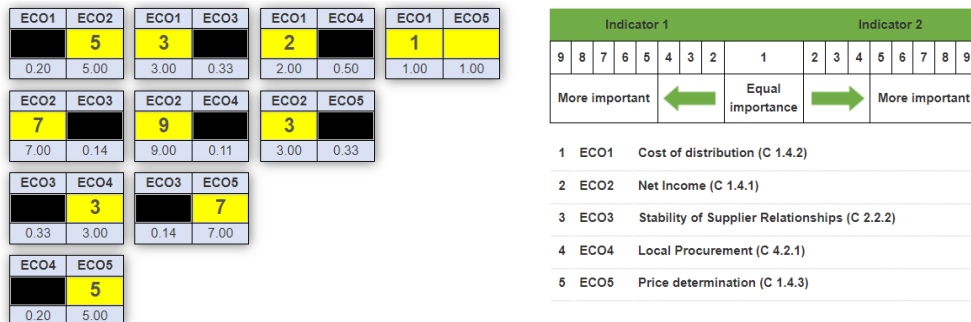 ECO1 ECO2 ECO1 ECO3 ECO1 ECO4 ECO1 ECO5
5 3 2 1
0.20 5.00 3.00 0.33 2.00 0.50 1.00 1.00
ECO2 ECO3 ECO2 ECO4 ECO2 ECO5
7 9 3
7.00 0.14 9.00 0.11 3.00 0.33
ECO3 ECO4 ECO3 ECO5
3 7
0.33 3.00 0.14 7.00
ECO4 ECO5
5
0.20 5.00
Indicator 1 Indicator 2
9 8 7 6 5 4 3 2 1 2 3 4 5 6 7 8 9
More important Equal importance More important
1 ECO1 Cost of distribution (C 1.4.2)
2 ECO2 Net Income (C 1.4.1)
3 ECO3 Stability of Supplier Relationships (C 2.2.2)
4 ECO4 Local Procurement (C 4.2.1)
5 ECO5 Price determination (C 1.4.3)